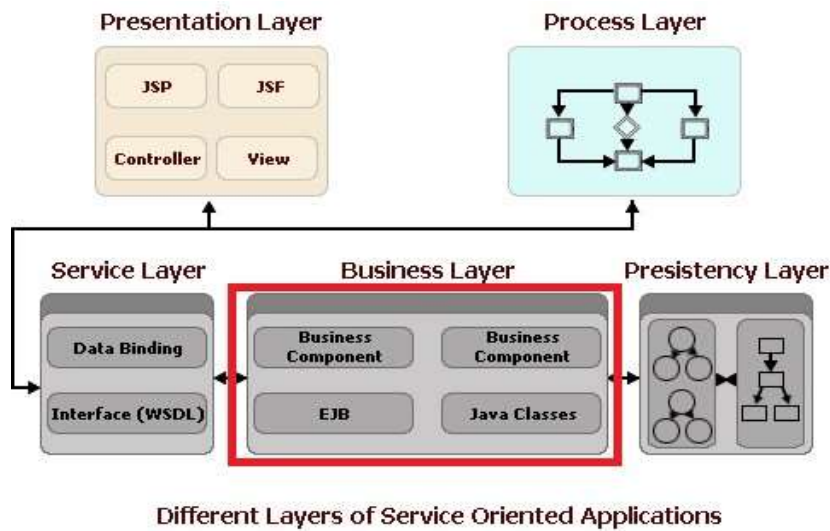 Presentation Layer
Process Layer
JSP
JSF
Controller
View
Service Layer
Business Layer
Presistency Layer
Data Binding
Business
Component
Business
Component
Interface (WSDL)
EJB
Java Classes
Different Layers of Service Oriented Applications